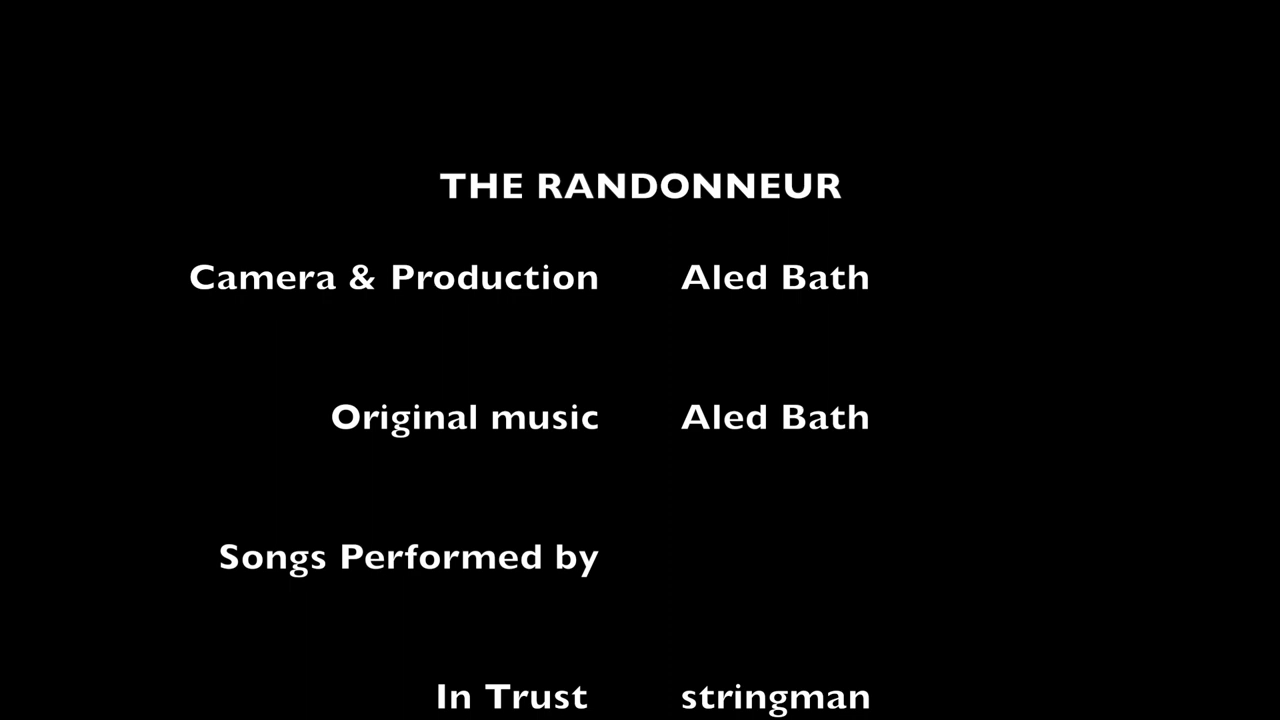 THE RANDONNEUR
Camera & Production Aled Bath
Original music Aled Bath
Songs Performed by
In Trust stringman